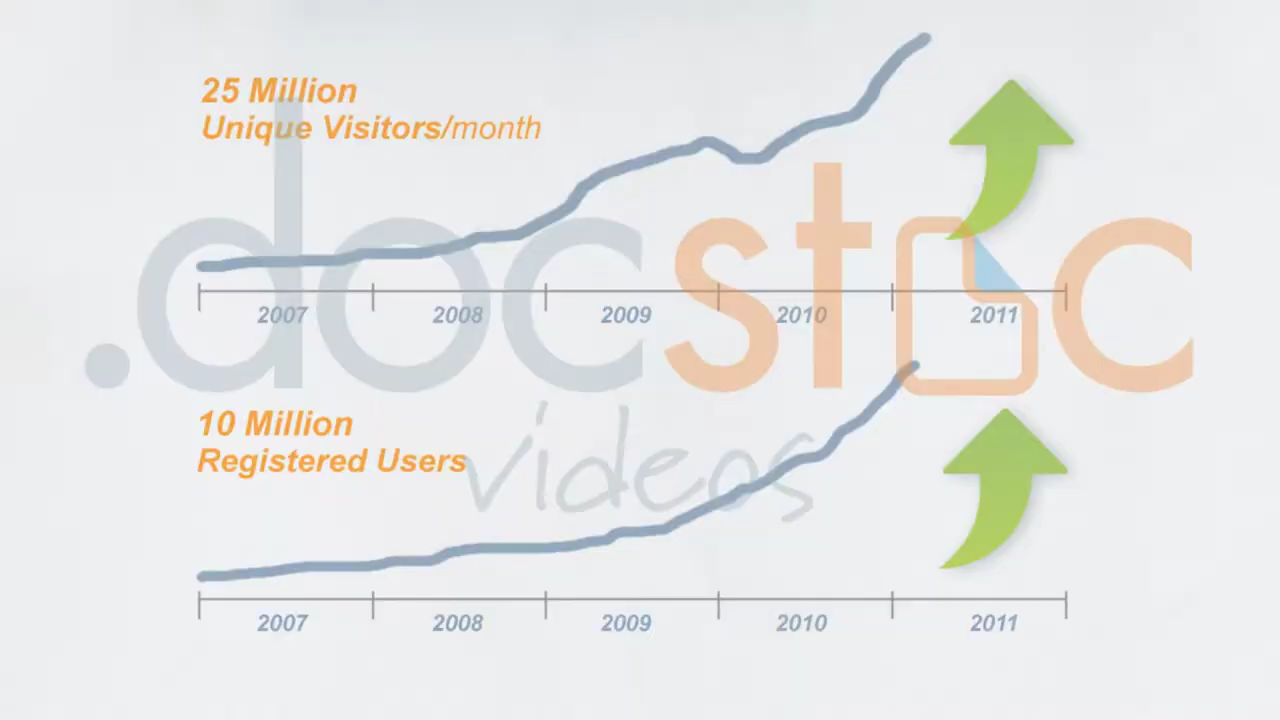 25 Million
Unique Visitors/month
2007 2008 2009 2010 2011
.docstoc
videos
10 Million
Registered Users
2007 2008 2009 2010 2011